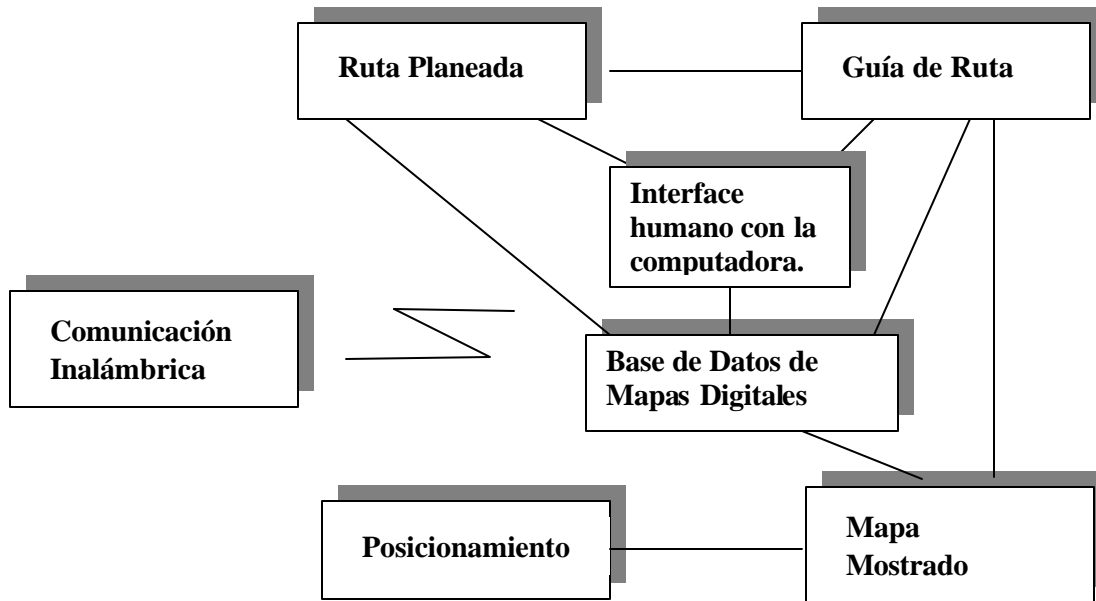 Ruta Planeada
Guía de Ruta
Interface
humano con la
computadora.
Comunicación
Inalámbrica
Base de Datos de
Mapas Digitales
Posicionamiento
Mapa
Mostrado